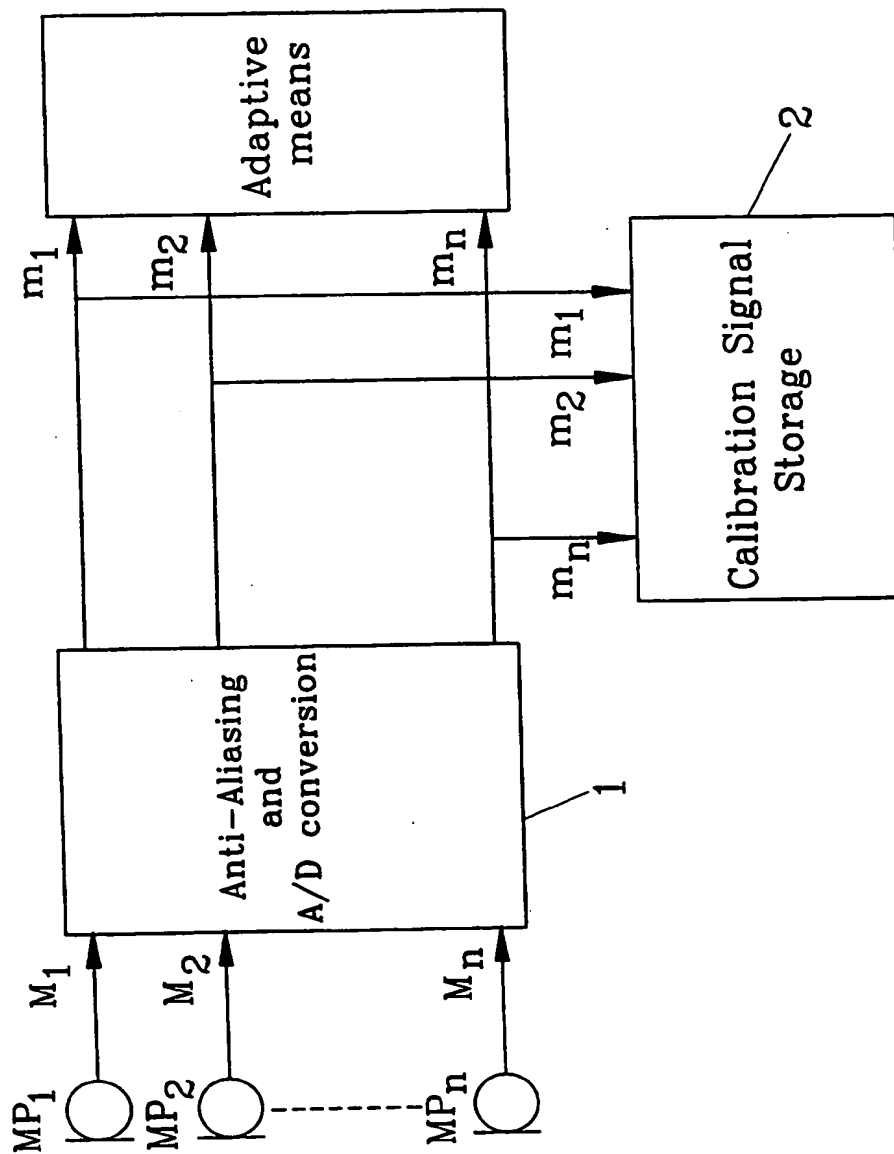 MP1
M1
MP2
M2
MPn
Mn
Anti-Aliasing
and
A/D conversion
1
m1
m2
mn
Adaptive
means
mn
m2
m1
Calibration Signal
Storage
2